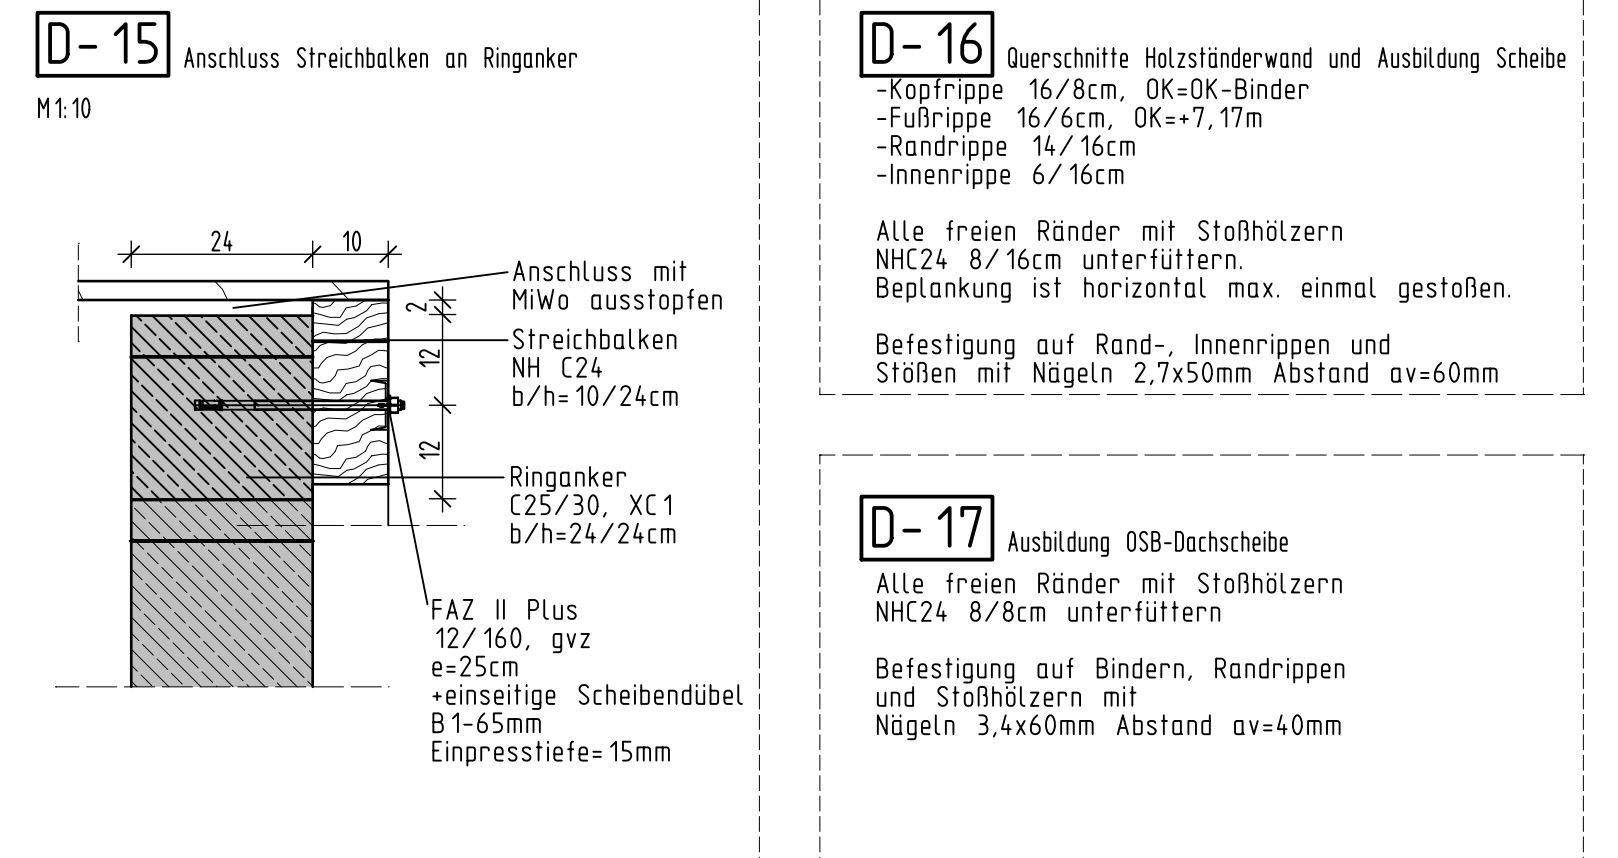 D-15 Anschluss Streichbalken an Ringanker
M1:10
24
10
2
12
12
Anschluss mit
MiWo ausstopfen
Streichbalken
NH C24
b/h=10/24cm
Ringanker
C25/30, XC1
b/h=24/24cm
FAZ II Plus
12/160, gvz
e=25cm
+einseitige Scheibendübel
B1-65mm
Einpresstiefe=15mm
D-16 Querschnitte Holzständerwand und Ausbildung Scheibe
-Kopfrippe 16/8cm, OK=OK-Binder
-Fußrippe 16/6cm, OK=+7,17m
-Randrippe 14/16cm
-Innenrippe 6/16cm
Alle freien Ränder mit Stoßhölzern
NHC24 8/16cm unterfüttern.
Beplankung ist horizontal max. einmal gestoßen.
Befestigung auf Rand-, Innenrippen und
Stößen mit Nägeln 2,7x50mm Abstand av=60mm
D-17 Ausbildung OSB-Dachscheibe
Alle freien Ränder mit Stoßhölzern
NHC24 8/8cm unterfüttern
Befestigung auf Bindern, Randrippen
und Stoßhölzern mit
Nägeln 3,4x60mm Abstand av=40mm